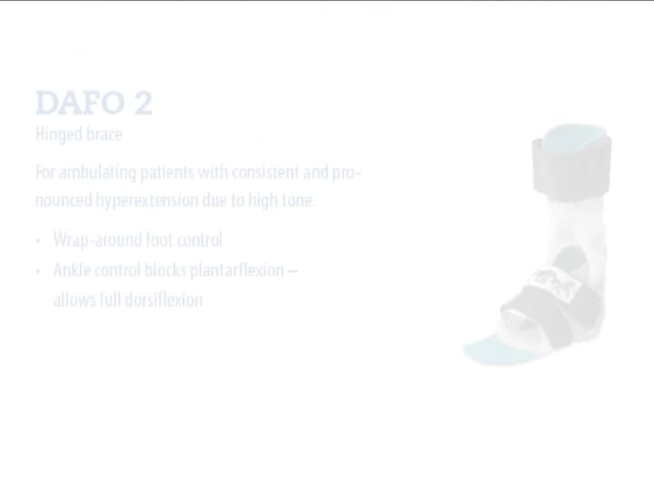 DAFO 2
Hinged brace
For ambulating patients with consistent and pro-
nounced hyperextension due to high tone.
• Wrap-around foot control
• Ankle control blocks plantarflexion –
allows full dorsiflexion